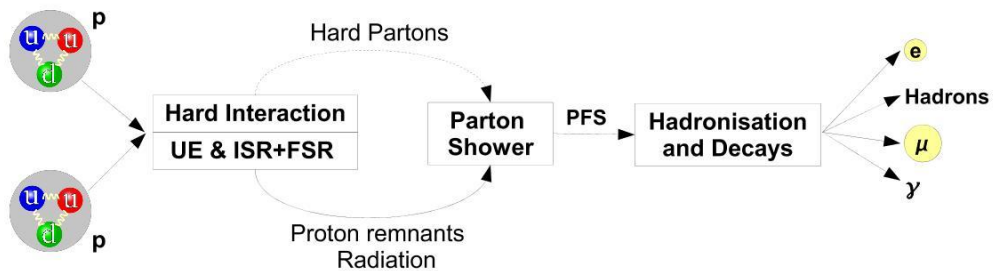 p
u u
d
Hard Partons
Hard Interaction
UE & ISR+FSR
Parton
Shower
PFS
Hadronisation
and Decays
e
Hadrons
μ
γ
u u
d
p
Proton remnants
Radiation